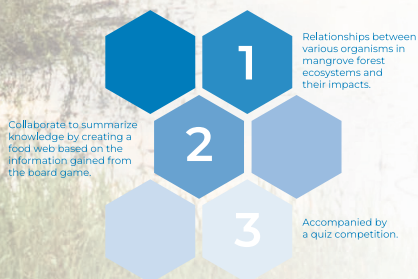 1
Relationships between
various organisms in
mangrove forest
ecosystems and
their impacts.
2
Collaborate to summarize
knowledge by creating a
food web based on the
information gained from
the board game.
3
Accompanied by
a quiz competition.